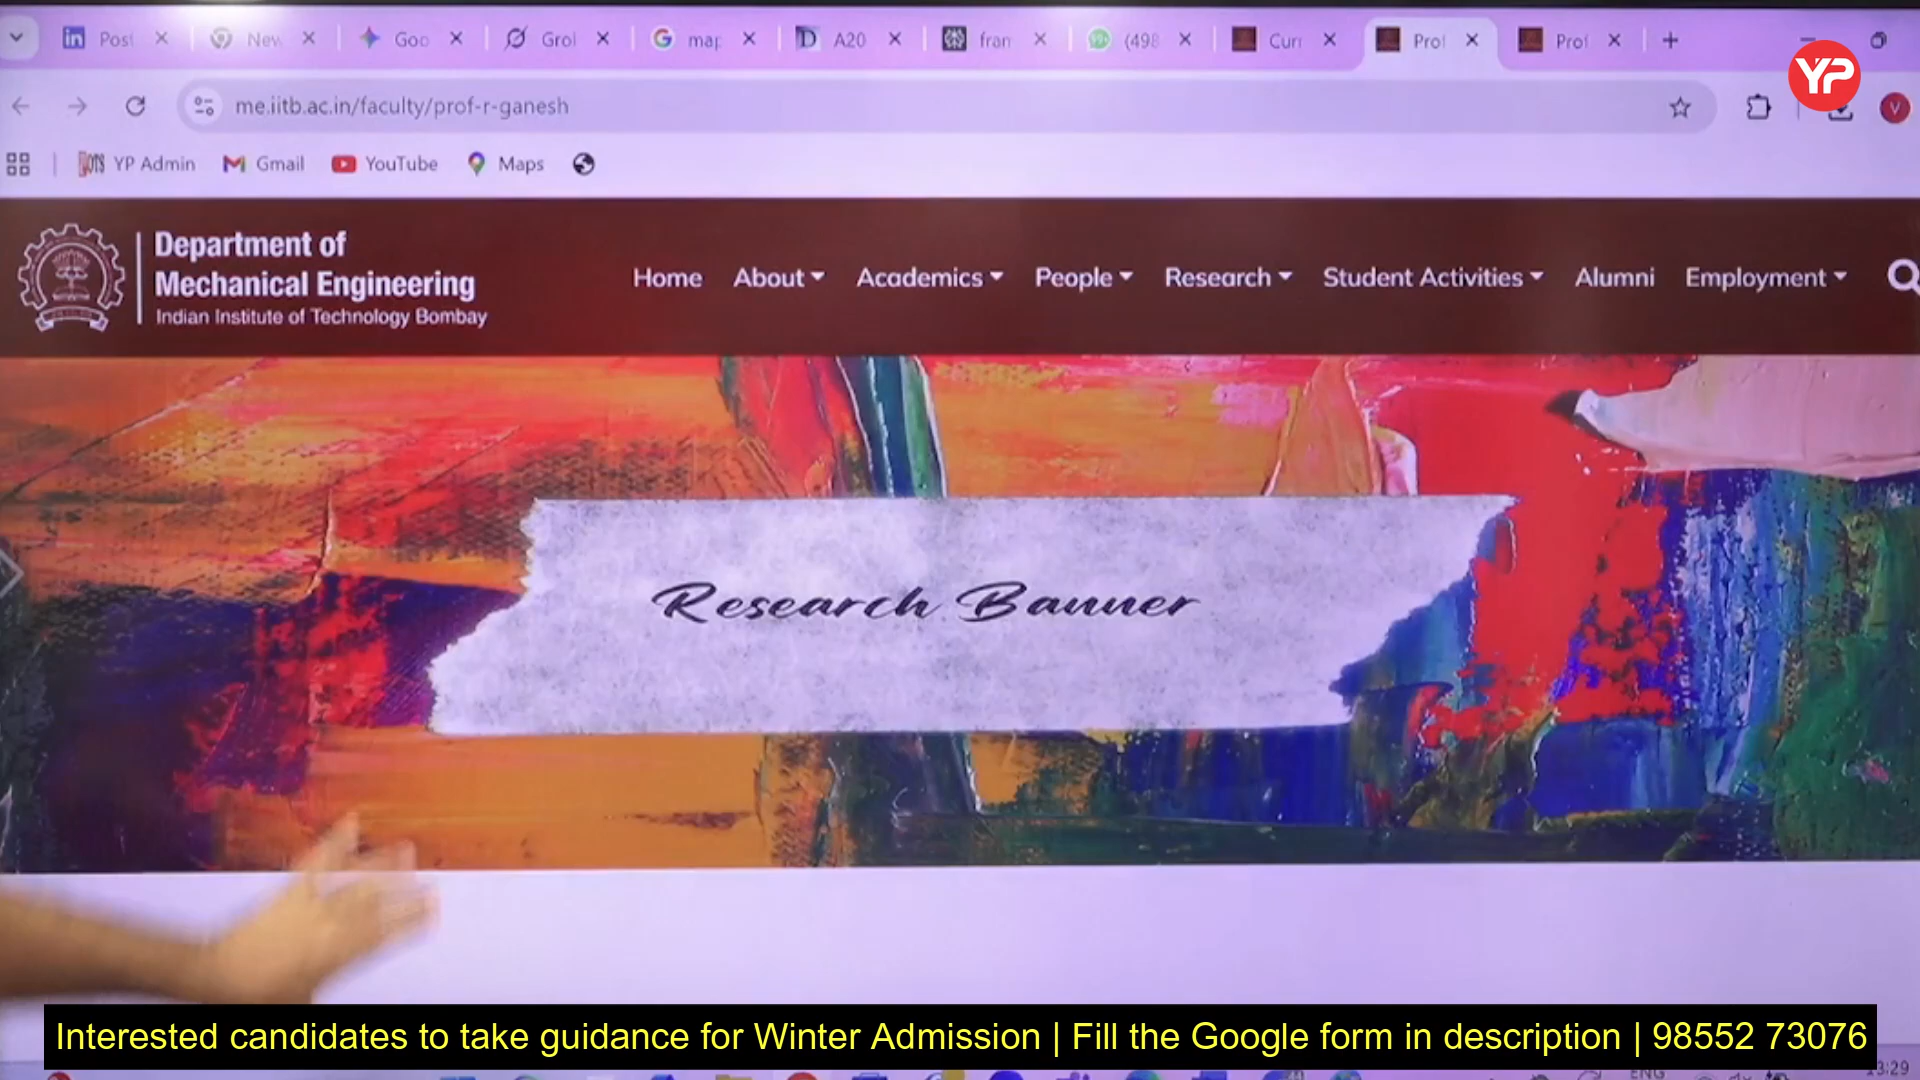 Post
New
Goo
Grol
map
A20
fran
(498
Curr
Prof
Prof
YP
me.iitb.ac.in/faculty/prof-r-ganesh
V
YP Admin
Gmail
YouTube
Maps
Department of
Mechanical Engineering
Indian Institute of Technology Bombay
Home
About
Academics
People
Research
Student Activities
Alumni
Employment
Research Banner
Interested candidates to take guidance for Winter Admission | Fill the Google form in description | 98552 73076
ENG
13:29